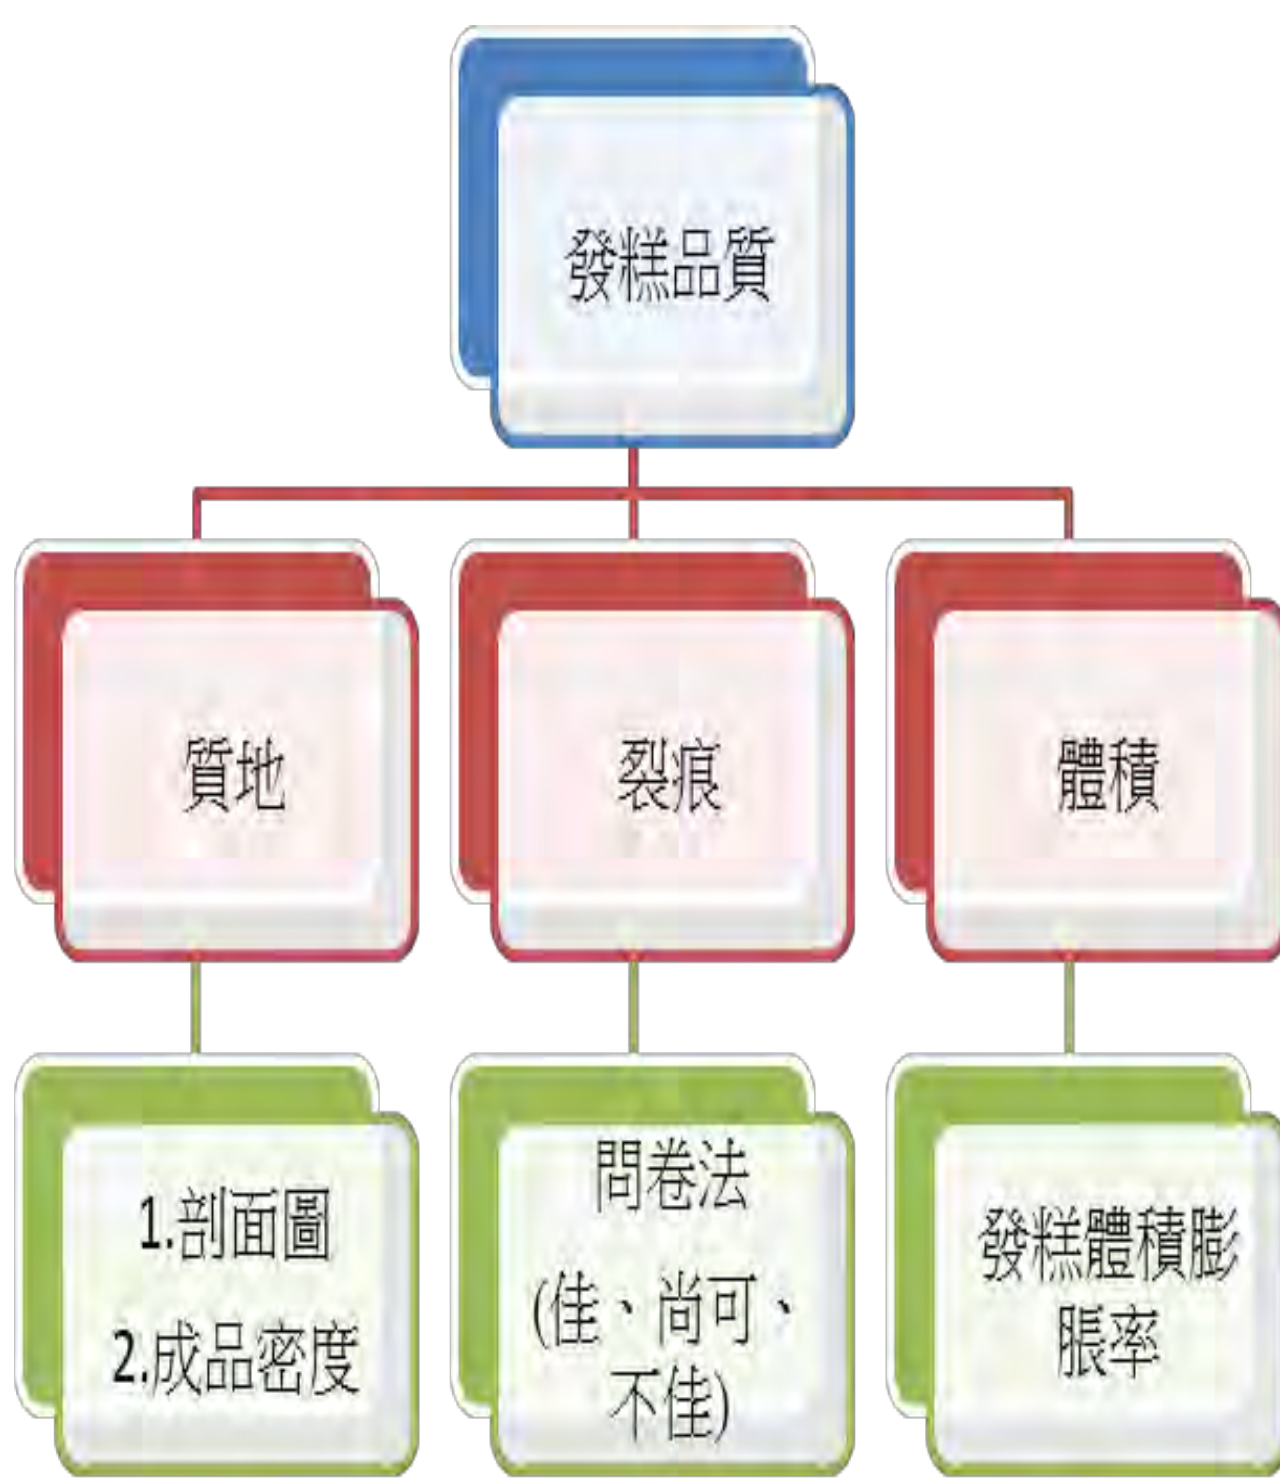 發糕品質
質地
裂痕
體積
1.剖面圖
2.成品密度
問卷法
(佳、尚可、
不佳)
發糕體積膨
脹率